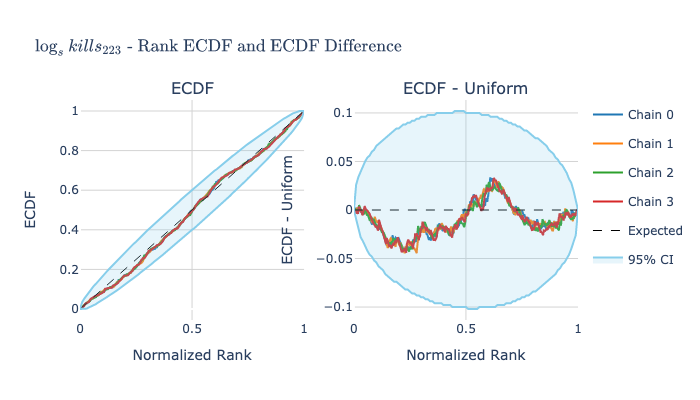 logₛ kills₂₂₃ - Rank ECDF and ECDF Difference
ECDF
ECDF - Uniform
1
0.8
0.6
0.4
0.2
0
0
0.5
1
ECDF
Normalized Rank
0.1
0.05
0
−0.05
−0.1
0
0.5
1
ECDF - Uniform
Normalized Rank
Chain 0
Chain 1
Chain 2
Chain 3
Expected
95% CI